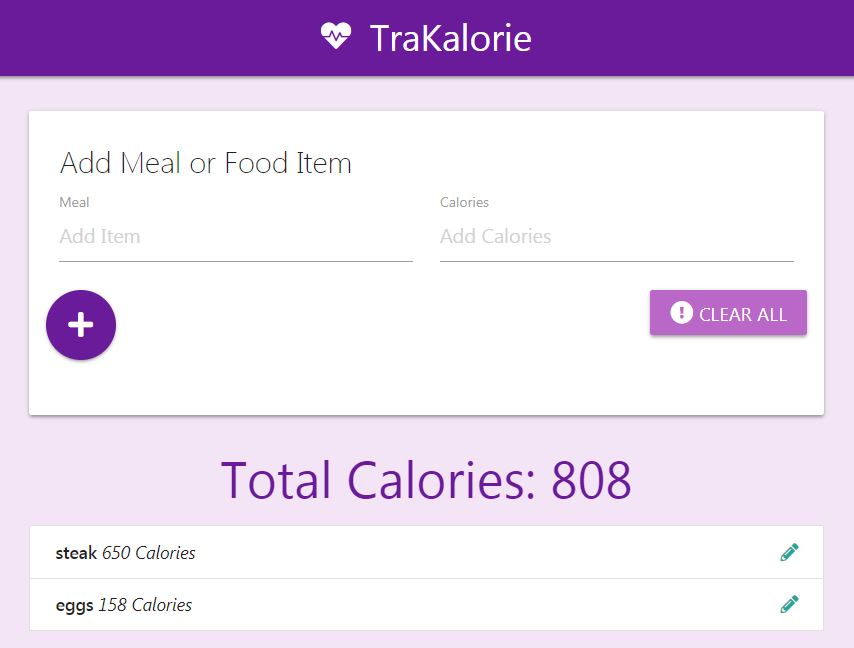 TraKalorie
Add Meal or Food Item
Meal
Calories
Add Item
Add Calories
CLEAR ALL
Total Calories: 808
steak 650 Calories
eggs 158 Calories